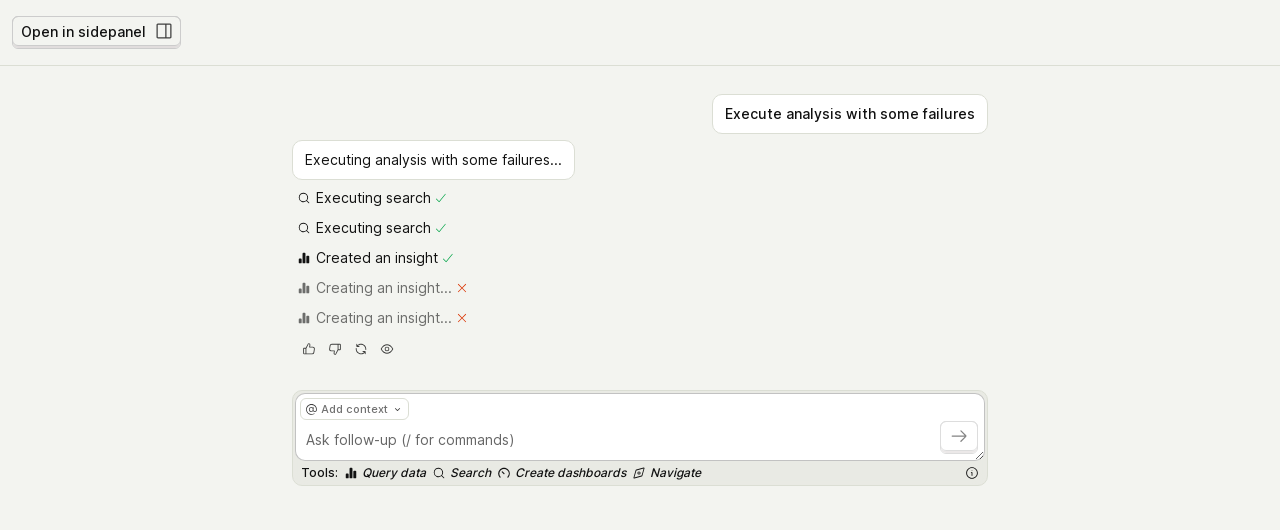 Open in sidepanel
Execute analysis with some failures
Executing analysis with some failures...
Executing search
Executing search
Created an insight
Creating an insight...
Creating an insight...
@ Add context
Ask follow-up (/ for commands)
Tools: Query data Search Create dashboards Navigate